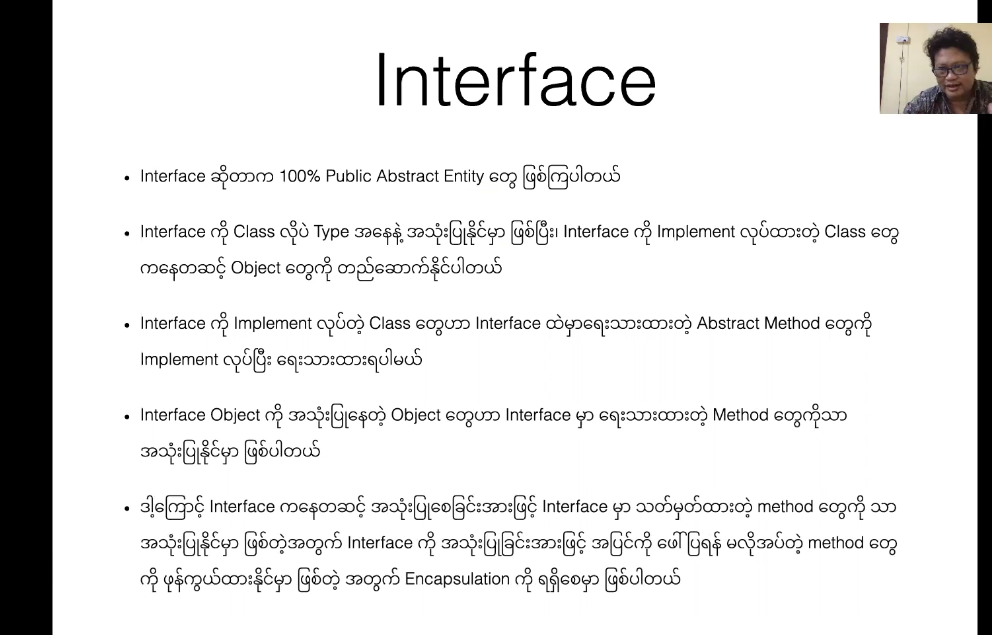 Interface
• Interface ဆိုတာက 100% Public Abstract Entity တွေ ဖြစ်ကြပါတယ်
• Interface ကို Class လိုပဲ Type အနေနဲ့ အသုံးပြုနိုင်မှာ ဖြစ်ပြီး၊ Interface ကို Implement လုပ်ထားတဲ့ Class တွေ
ကနေတဆင့် Object တွေကို တည်ဆောက်နိုင်ပါတယ်
• Interface ကို Implement လုပ်တဲ့ Class တွေဟာ Interface ထဲမှာရေးသားထားတဲ့ Abstract Method တွေကို
Implement လုပ်ပြီး ရေးသားထားရပါမယ်
• Interface Object ကို အသုံးပြုနေတဲ့ Object တွေဟာ Interface မှာ ရေးသားထားတဲ့ Method တွေကိုသာ
အသုံးပြုနိုင်မှာ ဖြစ်ပါတယ်
• ဒါ့ကြောင့် Interface ကနေတဆင့် အသုံးပြုစေခြင်းအားဖြင့် Interface မှာ သတ်မှတ်ထားတဲ့ method တွေကို သာ
အသုံးပြုနိုင်မှာ ဖြစ်တဲ့အတွက် Interface ကို အသုံးပြုခြင်းအားဖြင့် အပြင်ကို ဖေါ်ပြရန် မလိုအပ်တဲ့ method တွေ
ကို ဖုန်ကွယ်ထားနိုင်မှာ ဖြစ်တဲ့ အတွက် Encapsulation ကို ရရှိစေမှာ ဖြစ်ပါတယ်